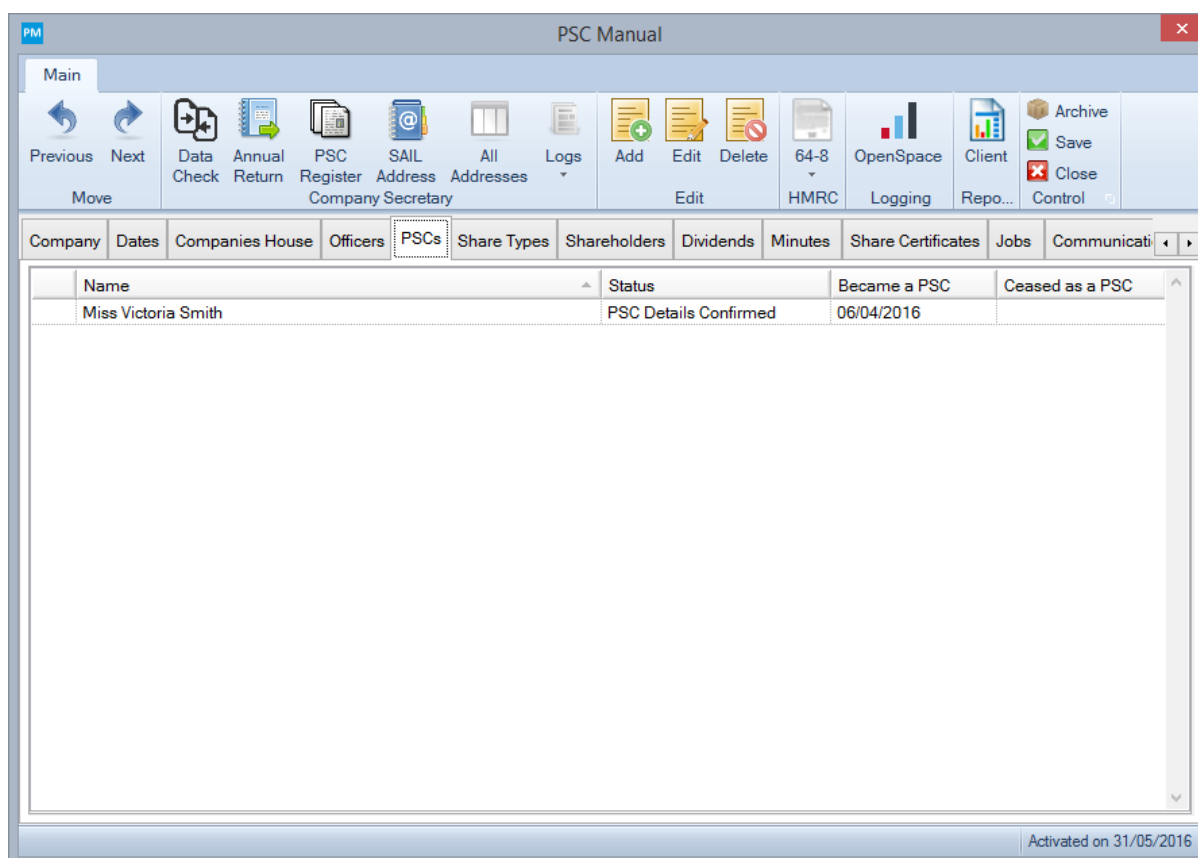 PM PSC Manual
Main
Previous Next Data Check Annual Return PSC Register SAIL Address All Addresses Logs Add Edit Delete 64-8 OpenSpace Client Archive Save Close
Move Company Secretary Edit HMRC Logging Repo... Control
Company Dates Companies House Officers PSCs Share Types Shareholders Dividends Minutes Share Certificates Jobs Communicati
Name Status Became a PSC Ceased as a PSC
Miss Victoria Smith PSC Details Confirmed 06/04/2016
Activated on 31/05/2016